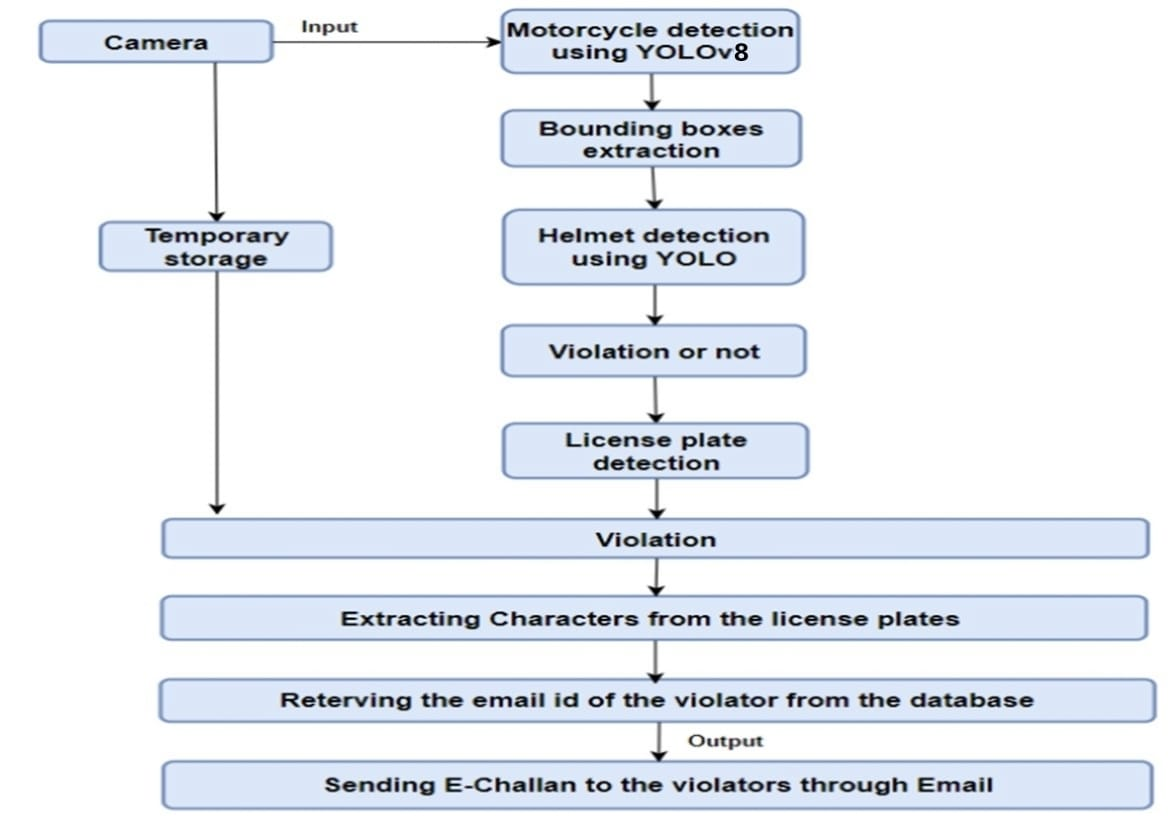 Camera
Input
Motorcycle detection
using YOLOv8
Bounding boxes
extraction
Temporary
storage
Helmet detection
using YOLO
Violation or not
License plate
detection
Violation
Extracting Characters from the license plates
Reterving the email id of the violator from the database
Output
Sending E-Challan to the violators through Email